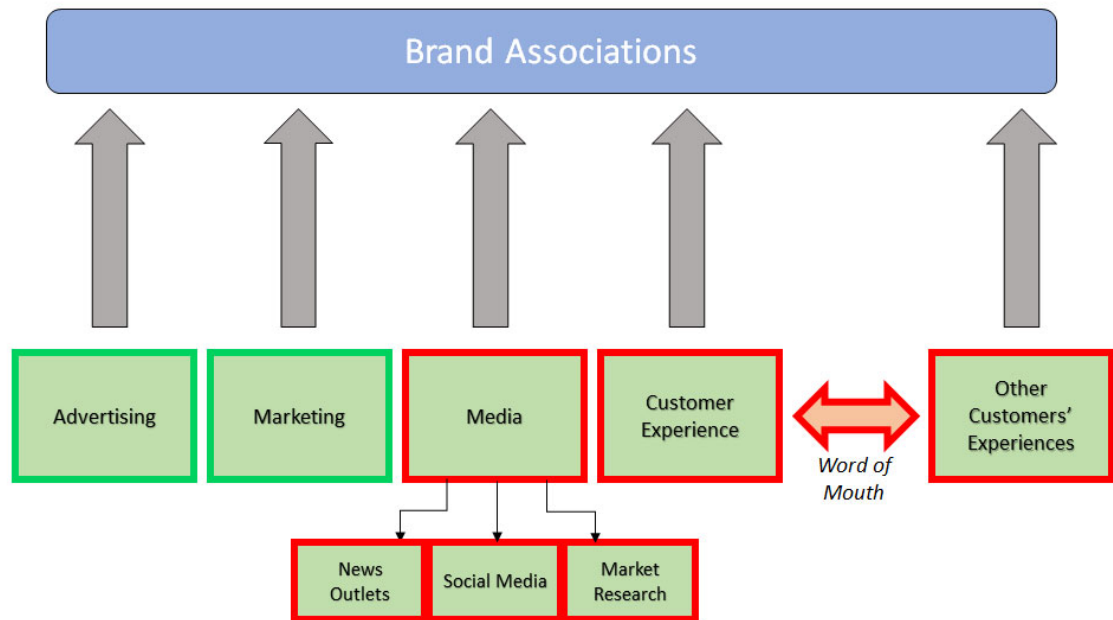 Brand Associations
Advertising
Marketing
Media
Customer
Experience
Word of
Mouth
Other
Customers’
Experiences
News
Outlets
Social Media
Market
Research